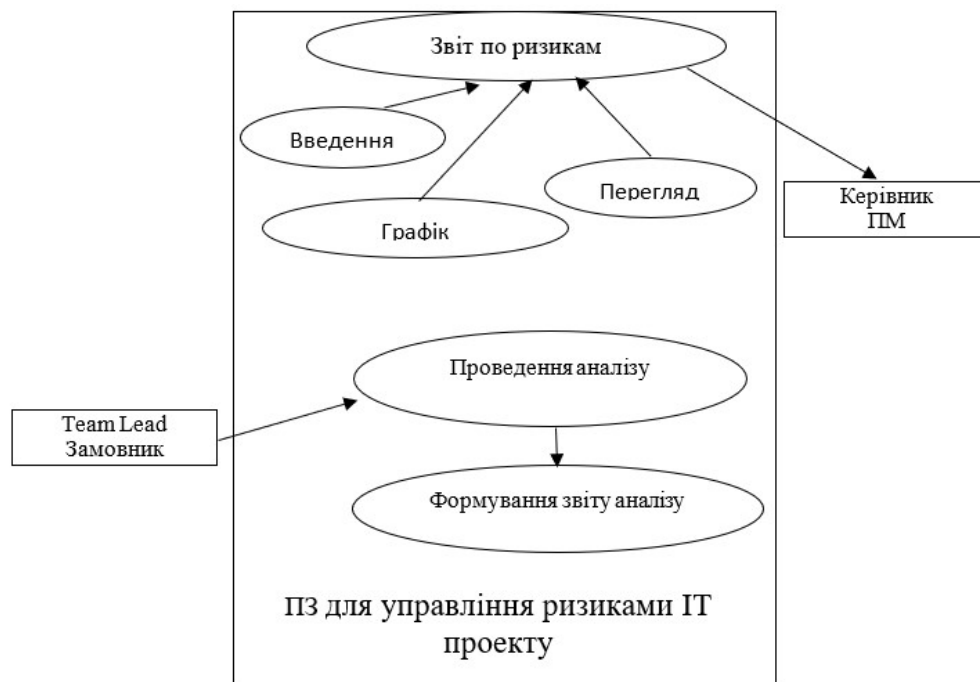 Звіт по ризикам
Введення
Перегляд
Графік
Керівник
ПМ
Проведення аналізу
Team Lead
Замовник
Формування звіту аналізу
ПЗ для управління ризиками ІТ
проекту